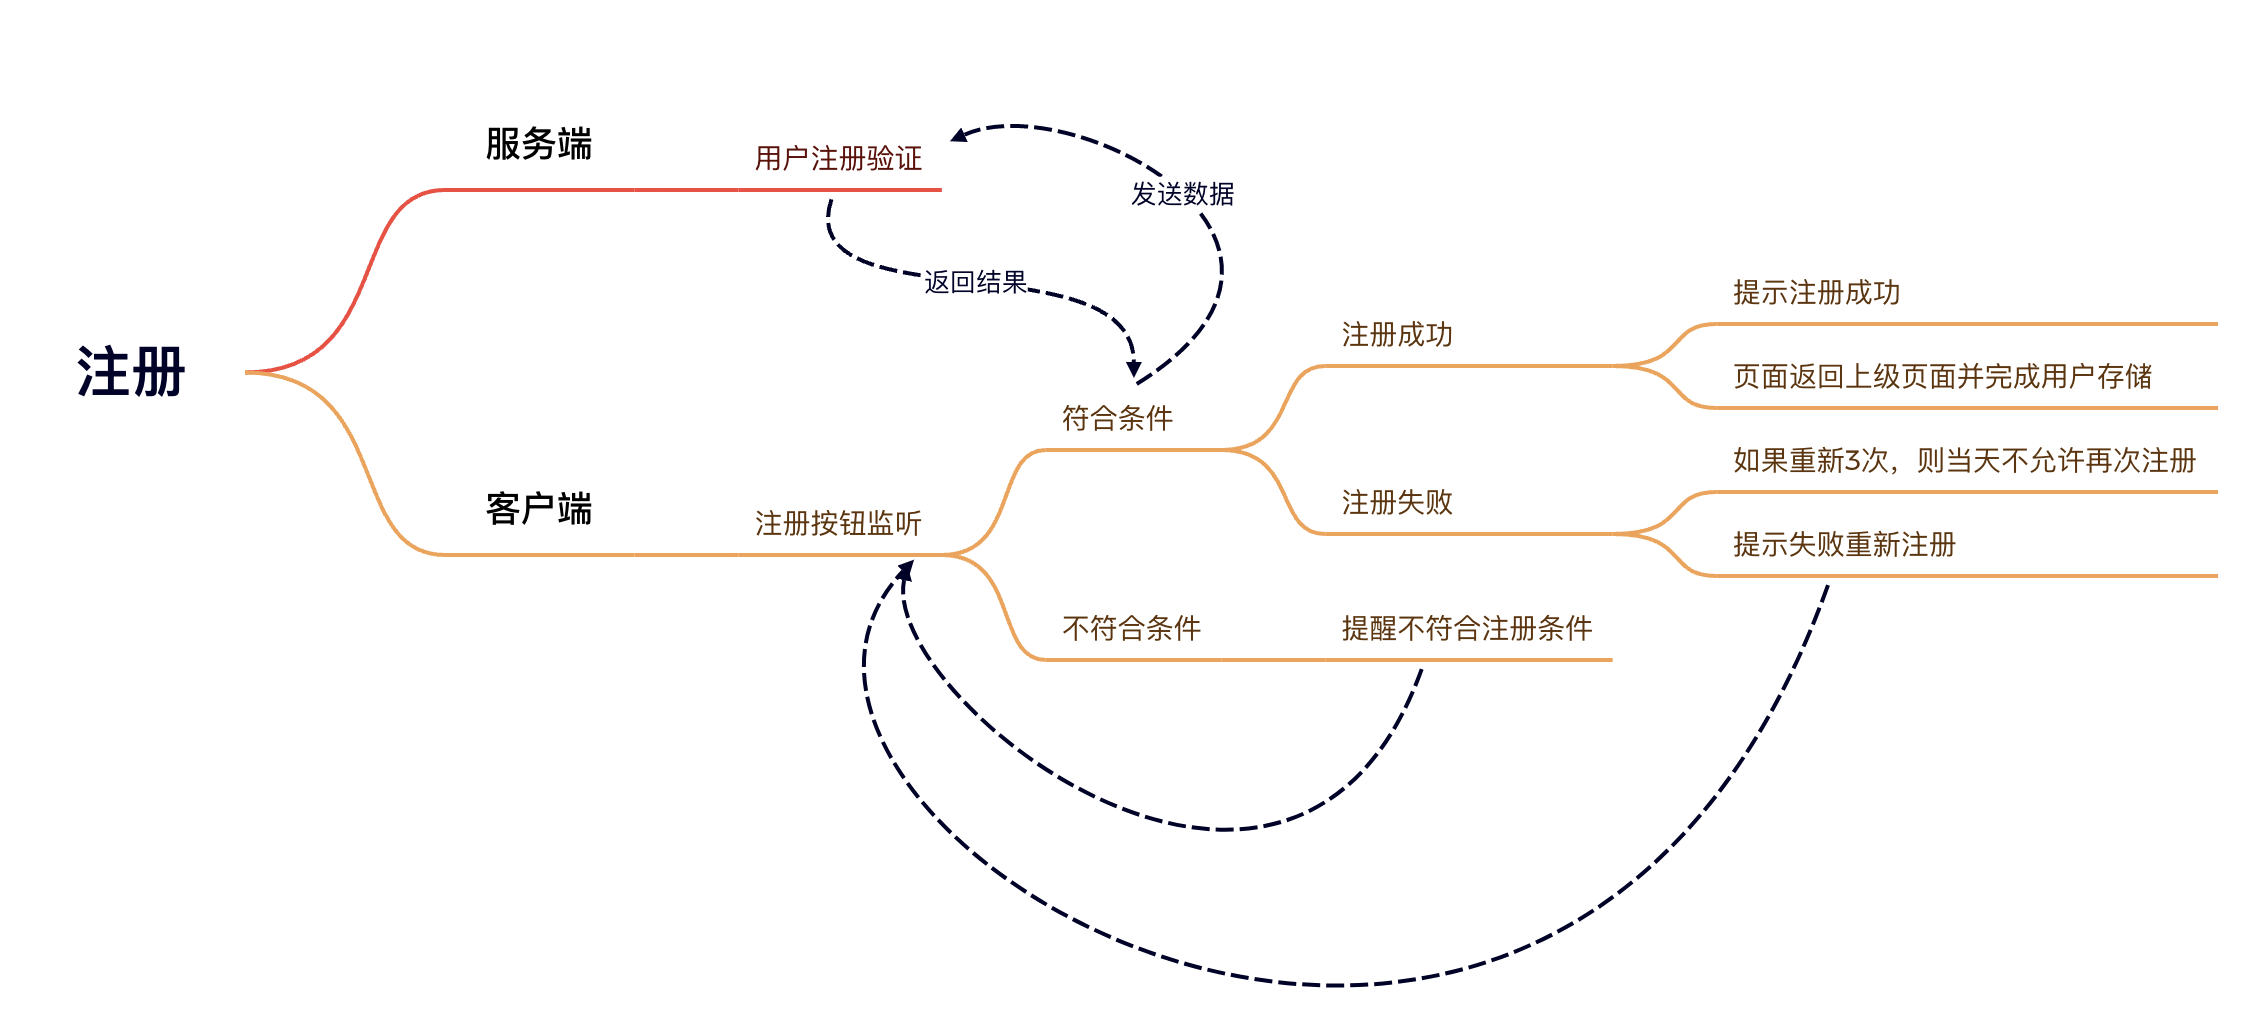 注册
服务端
用户注册验证
发送数据
返回结果
客户端
注册按钮监听
符合条件
注册成功
提示注册成功
页面返回上级页面并完成用户存储
注册失败
如果重新3次，则当天不允许再次注册
提示失败重新注册
不符合条件
提醒不符合注册条件